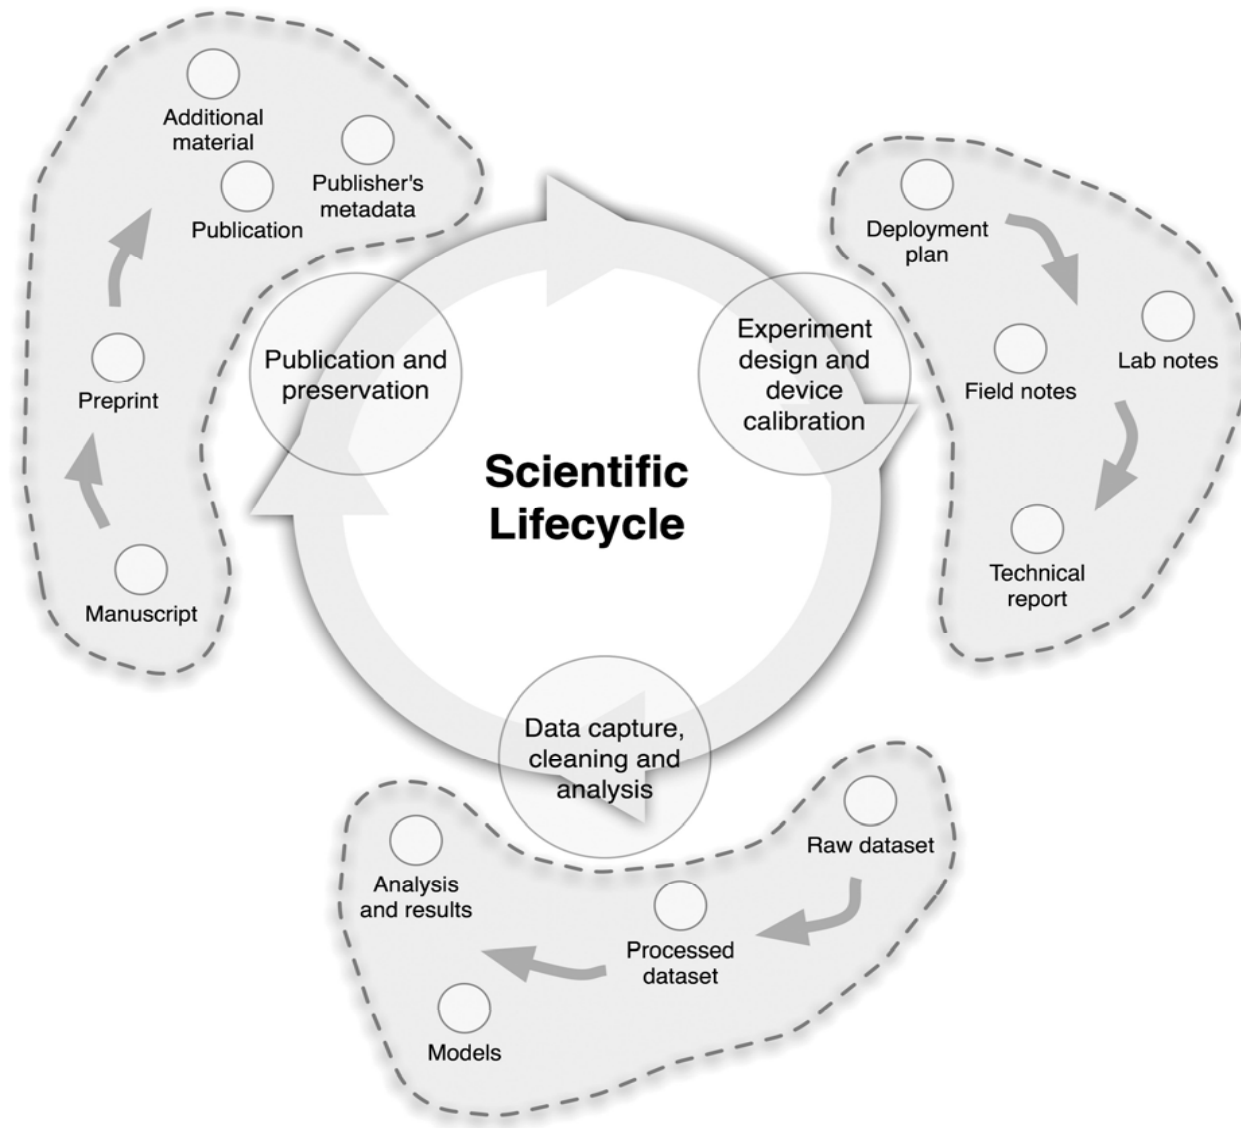 Additional
material
Publisher's
metadata
Publication
Preprint
Manuscript
Publication and
preservation
Scientific
Lifecycle
Experiment
design and
device
calibration
Deployment
plan
Field notes
Lab notes
Technical
report
Data capture,
cleaning and
analysis
Raw dataset
Processed
dataset
Analysis
and results
Models